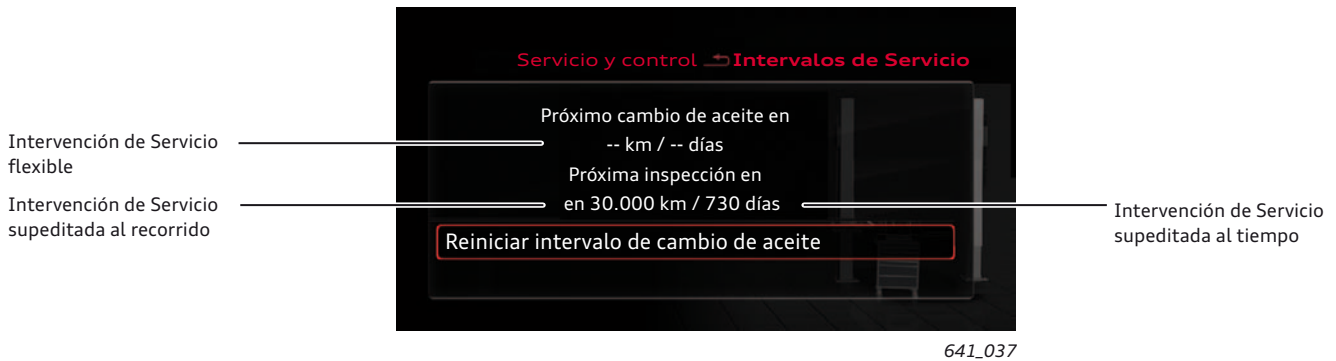 Servicio y control Intervalos de Servicio
Próximo cambio de aceite en
-- km / -- días
Próxima inspección en
en 30.000 km / 730 días
Reiniciar intervalo de cambio de aceite
Intervención de Servicio
flexible
Intervención de Servicio
supeditada al recorrido
Intervención de Servicio
supeditada al tiempo
641_037